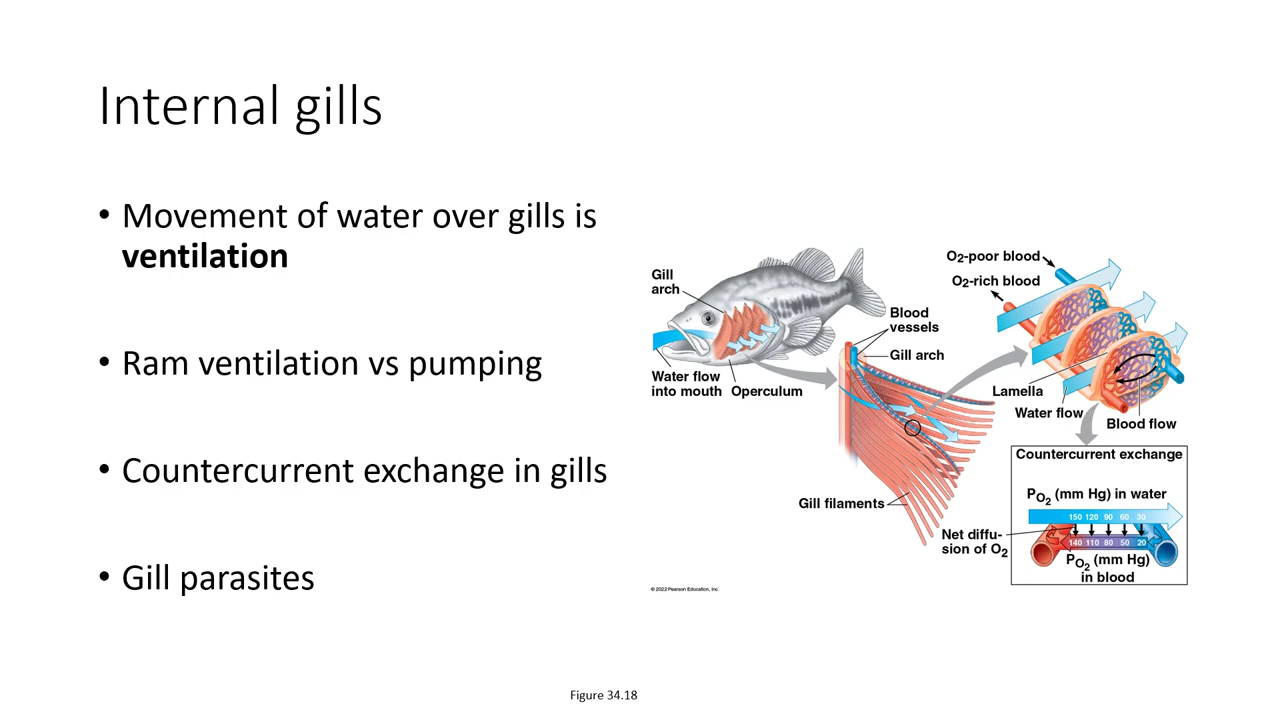 Internal gills
• Movement of water over gills is
ventilation
• Ram ventilation vs pumping
• Countercurrent exchange in gills
• Gill parasites
Gill
arch
Water flow
into mouth
Operculum
Blood
vessels
Gill arch
Gill filaments
O2-poor blood
O2-rich blood
Lamella
Water flow
Blood flow
Countercurrent exchange
PO2 (mm Hg) in water
150 120 90 60 30
Net diffu-
sion of O2
140 110 80 50 20
PO2 (mm Hg)
in blood
© 2022 Pearson Education, Inc.
Figure 34.18